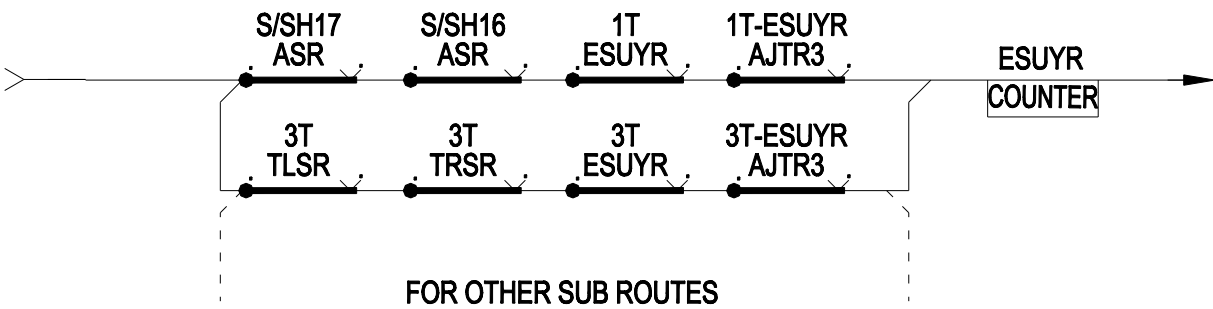 S/SH17 S/SH16 1T 1T-ESUYR
ASR ASR ESUYR AJTR3 ESUYR
COUNTER
3T 3T 3T 3T-ESUYR
TLSR TRSR ESUYR AJTR3
FOR OTHER SUB ROUTES